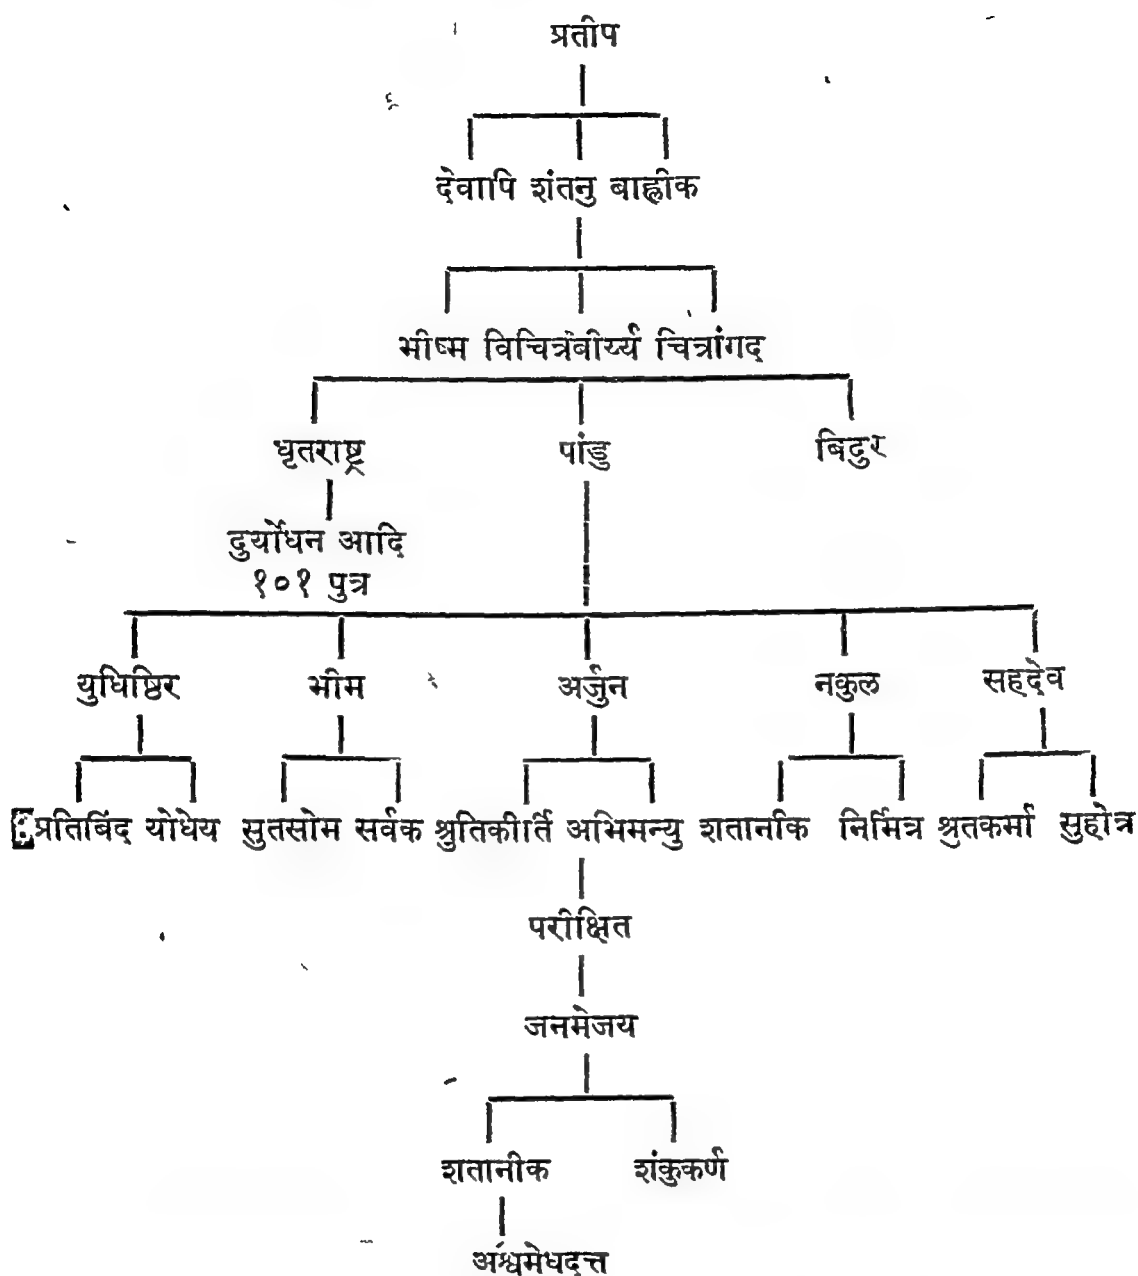 प्रतीप
देवापि शंतनु बाह्लीक
भीष्म विचित्रबीर्य्य चित्रांगद
धृतराष्ट्र पांडु बिदुर
दुर्योधन आदि
१०१ पुत्र
युधिष्ठिर भीम अर्जुन नकुल सहदेव
प्रतिबिंद योधेय सुतसोम सर्वक श्रुतिकीर्ति अभिमन्यु शतानीक निर्मित्र श्रुतकर्मा सुहोत्र
परीक्षित
जनमेजय
शतानीक शंकुकर्ण
अश्वमेधदत्त